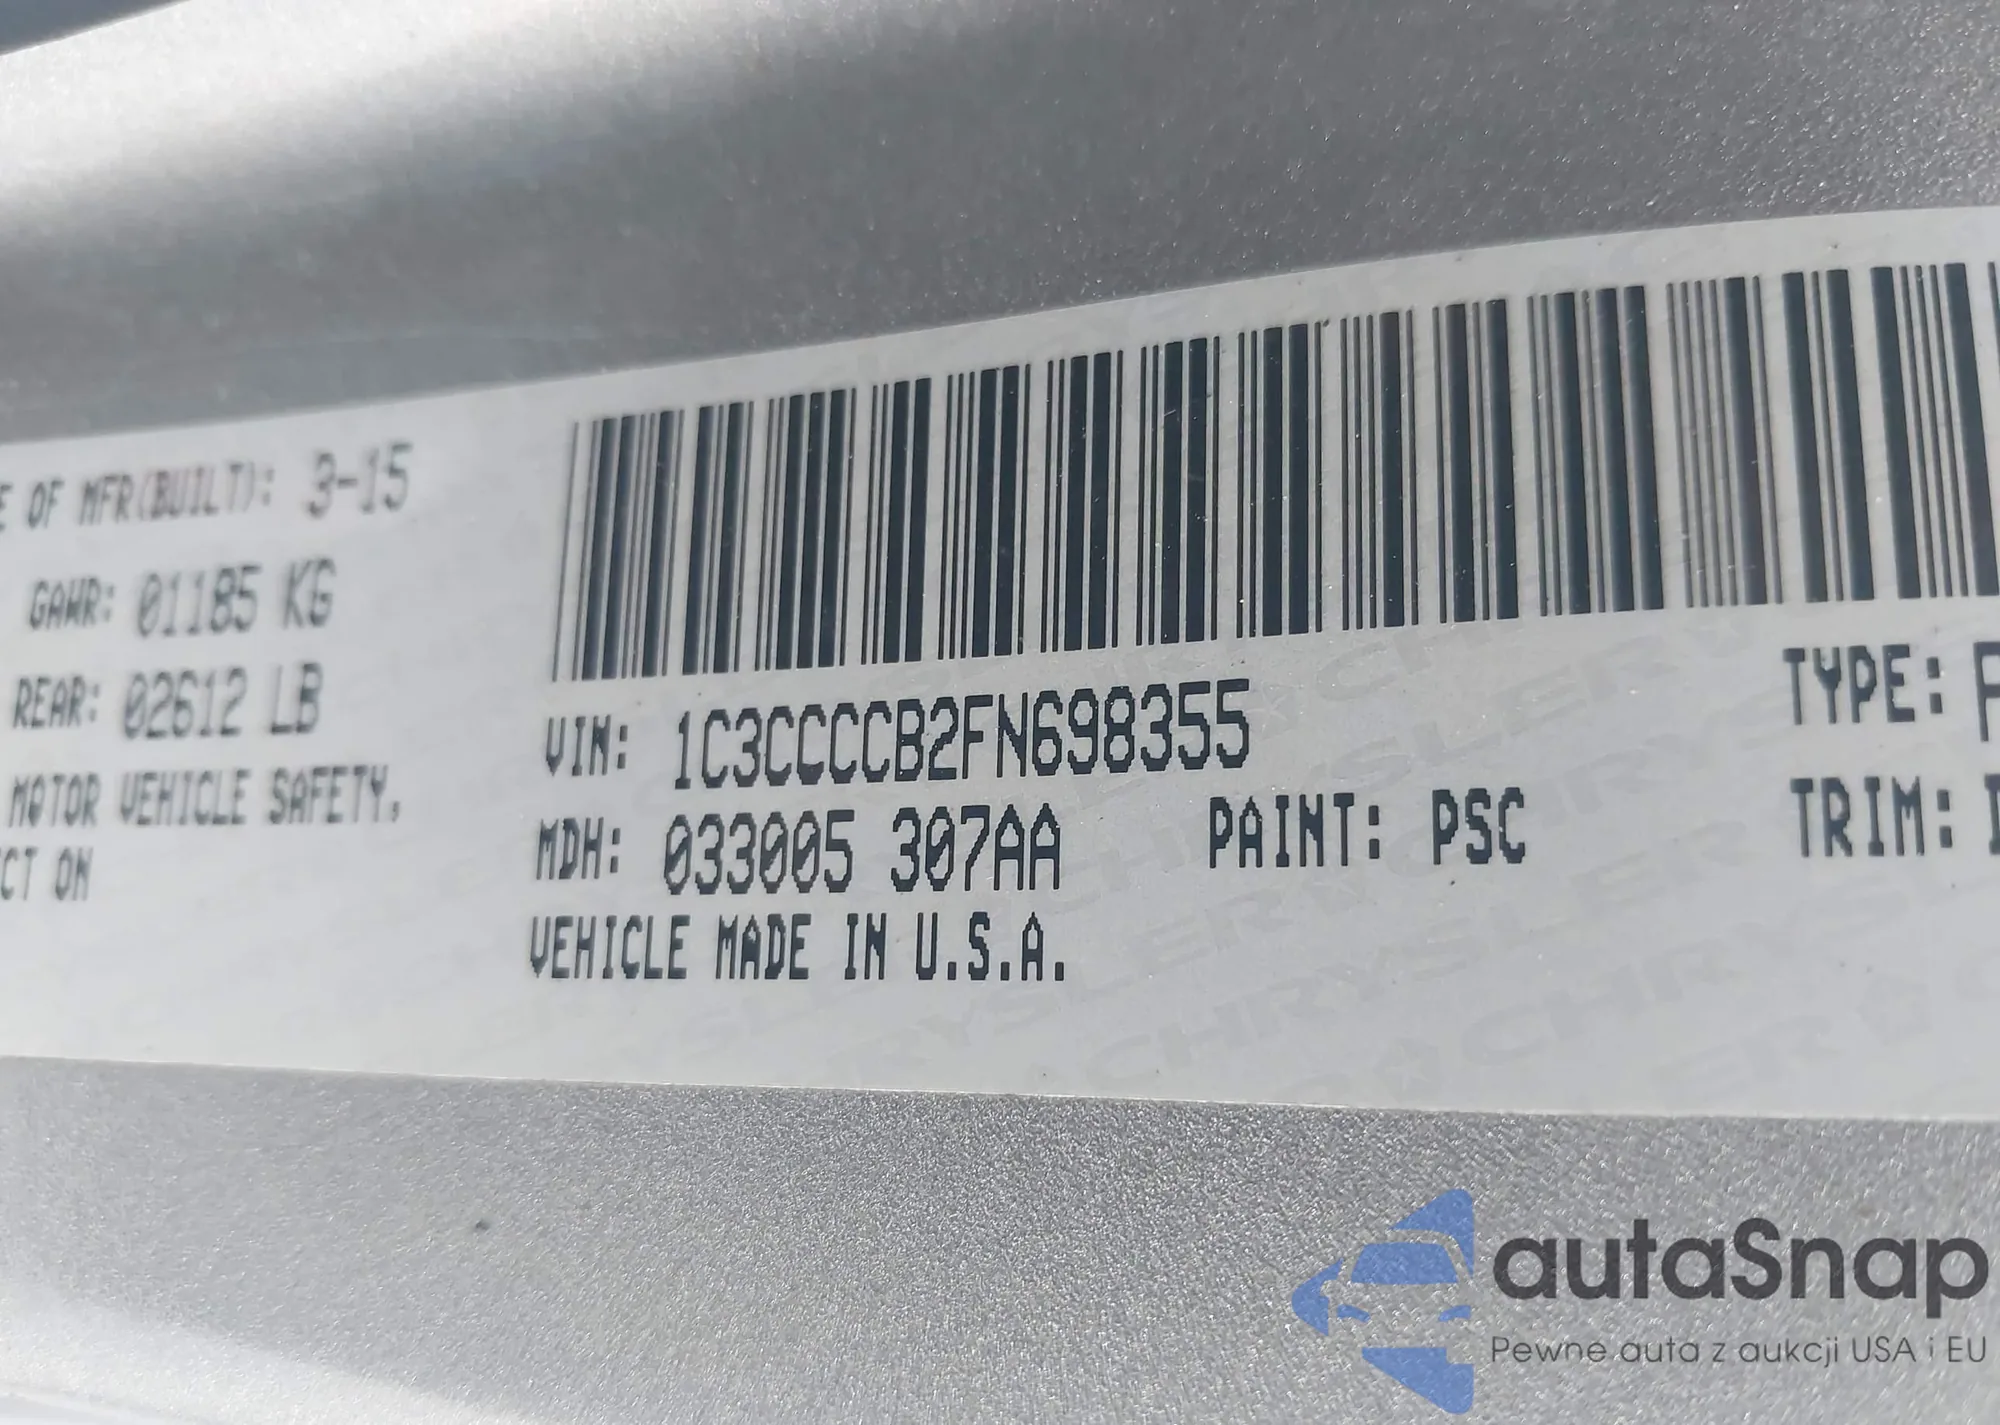 E OF MFR(BUILT): 3-15
GAWR: 01185 KG
REAR: 02612 LB
MOTOR VEHICLE SAFETY,
CT ON
VIN: 1C3CCCCB2FN698355
MDH: 033005 307AA
PAINT: PSC
VEHICLE MADE IN U.S.A.
TYPE:
TRIM:
CHRYSLER
autaSnap
Pewne auta z aukcji USA i EU